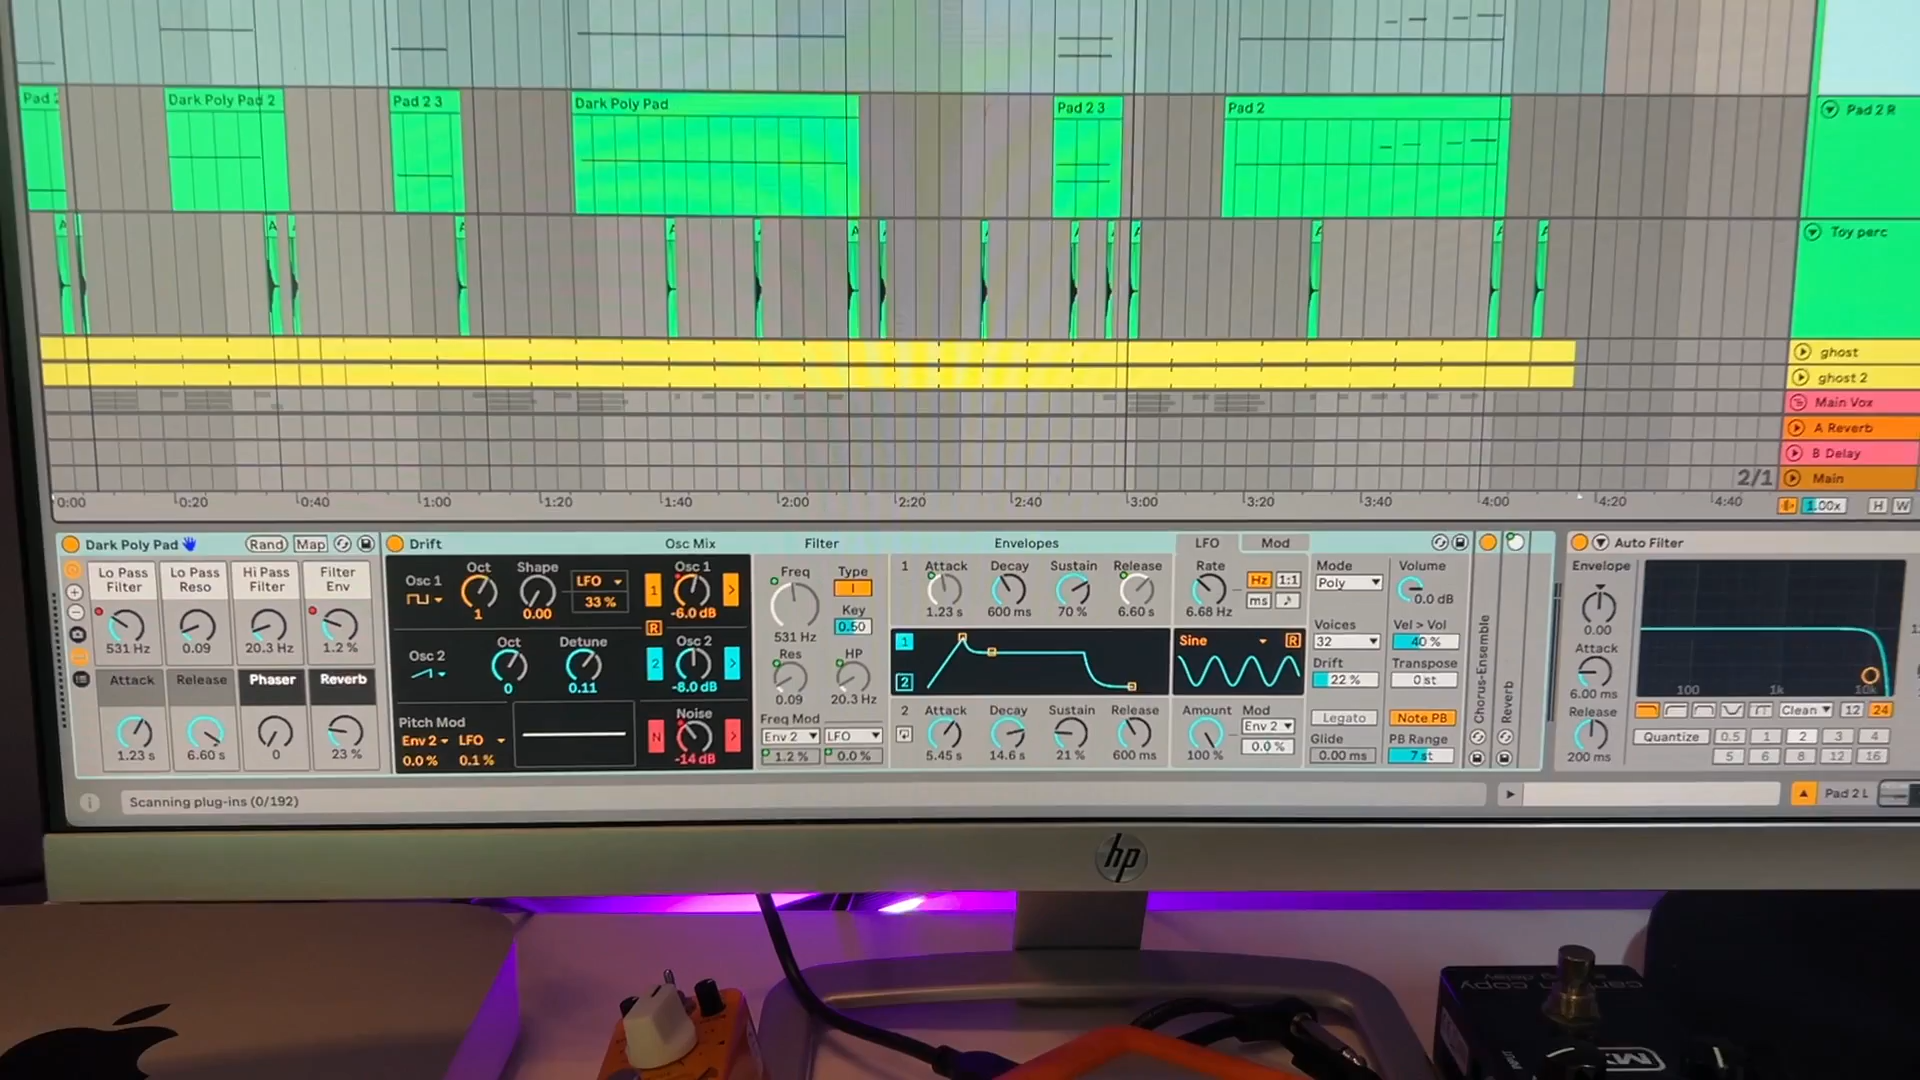 Pad 2
Dark Poly Pad 2
Pad 2 3
Dark Poly Pad
Pad 2 3
Pad 2
Pad 2 R
A A A A A A A A A A A
Toy perc
ghost
ghost 2
Main Vox
A Reverb
B Delay
2/1 Main
0:00 0:20 0:40 1:00 1:20 1:40 2:00 2:20 2:40 3:00 3:20 3:40 4:00 4:20 4:40
1.00x H W
Dark Poly Pad Rand Map
Lo Pass Filter
Lo Pass Reso
Hi Pass Filter
Filter Env
531 Hz 0.09 20.3 Hz 1.2 %
Attack Release Phaser Reverb
1.23 s 6.60 s 0 23 %
Drift Osc Mix Filter Envelopes LFO Mod
Osc 1 Oct Shape LFO 33 %
1 0.00
1 Osc 1 -6.0 dB
R
Osc 2 Oct Detune
0 0.11
2 Osc 2 -8.0 dB
Pitch Mod
Env 2 LFO
0.0 % 0.1 %
N Noise -14 dB
Freq Type I
531 Hz Key 0.50
Res HP
0.09 20.3 Hz
Freq Mod
Env 2 LFO
1.2 % 0.0 %
1 Attack Decay Sustain Release
1.23 s 600 ms 70 % 6.60 s
1
2
2 Attack Decay Sustain Release
5.45 s 14.6 s 21 % 600 ms
Rate Hz 1:1
6.68 Hz ms
Sine R
Amount Mod
100 % Env 2
0.0 %
Mode Volume
Poly 0.0 dB
Voices Vel > Vol
32 40 %
Drift Transpose
22 % 0 st
Legato Note PB
Glide PB Range
0.00 ms 7 st
Chorus-Ensemble
Reverb
Auto Filter
Envelope
0.00
Attack
6.00 ms
Release
200 ms
100 1k 10k
Clean 12 24
Quantize 0.5 1 2 3 4
5 6 8 12 16
Scanning plug-ins (0/192)
Pad 2 L
hp
carbon copy